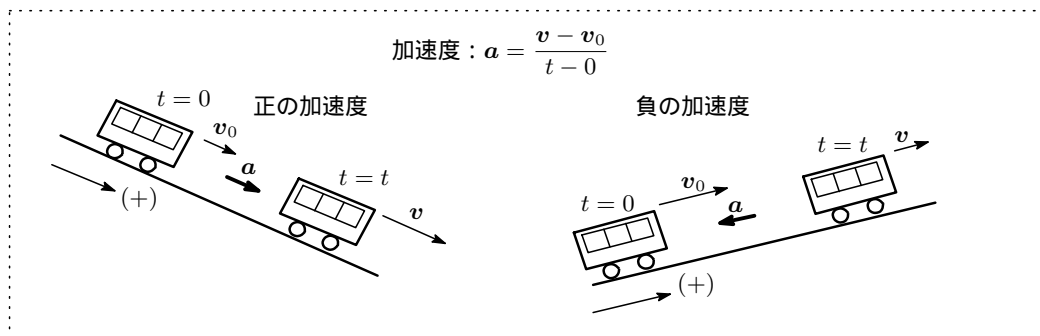 加速度：a = (v − v₀) / (t − 0)
正の加速度
負の加速度
t = 0
v₀
a
t = t
v
(+)
t = 0
v₀
a
t = t
v
(+)